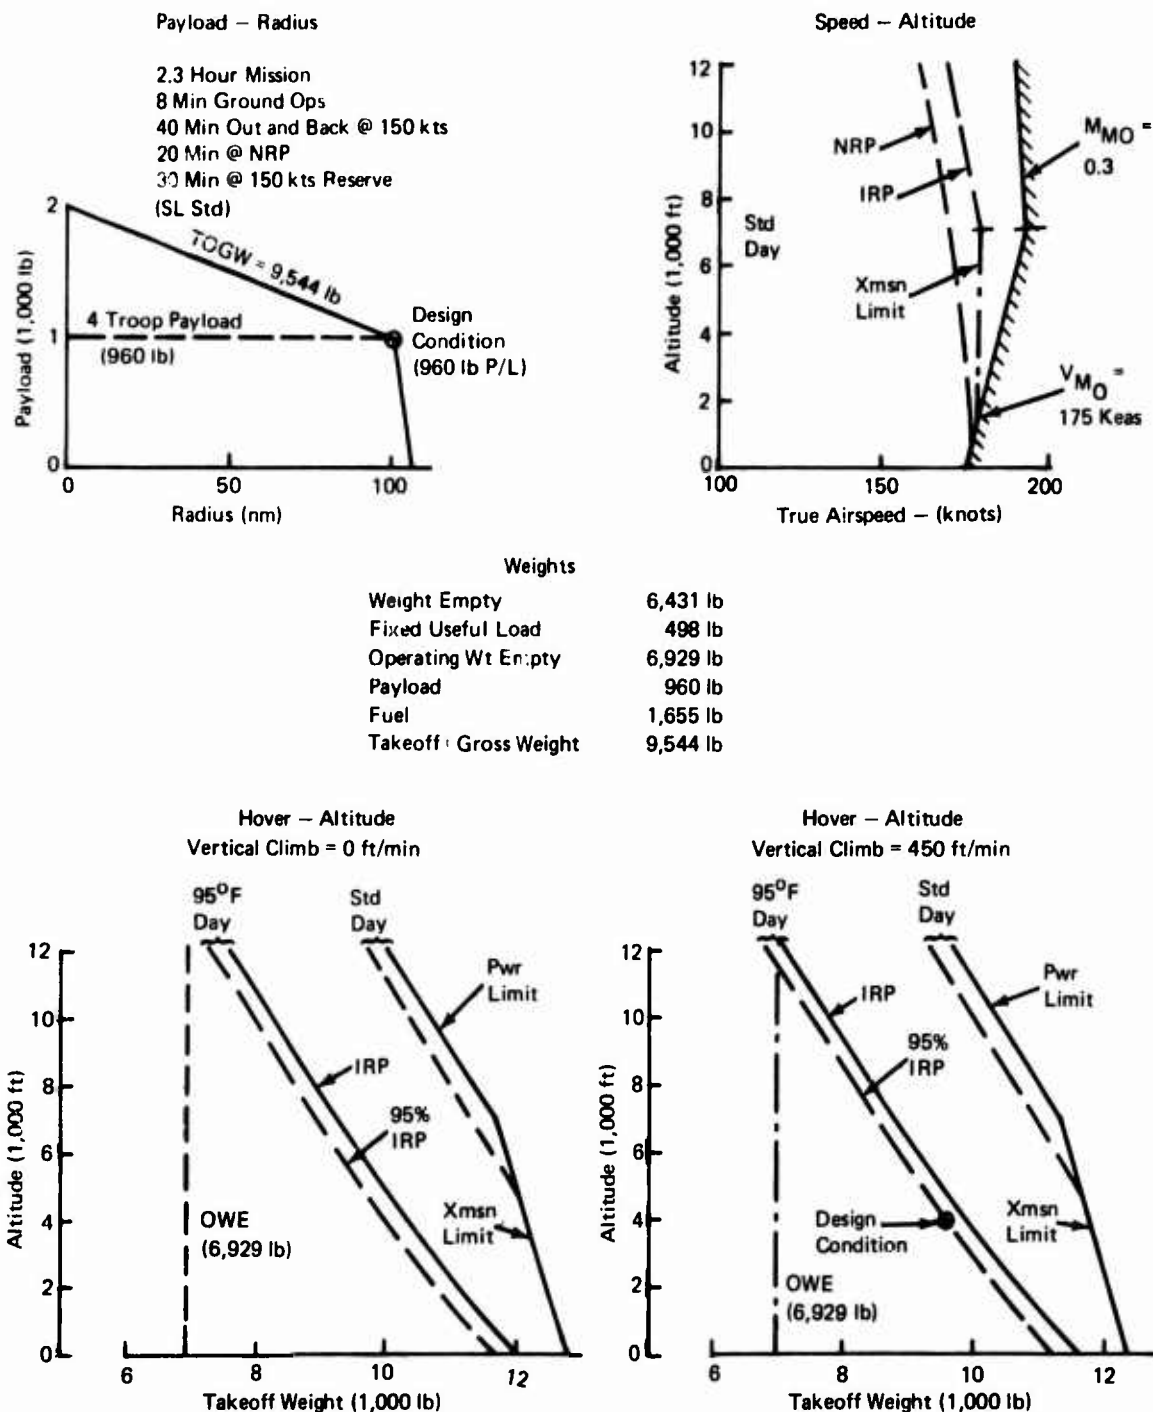 Payload – Radius
2.3 Hour Mission
8 Min Ground Ops
40 Min Out and Back @ 150 kts
20 Min @ NRP
30 Min @ 150 kts Reserve
(SL Std)
2
1
0
Payload (1,000 lb)
TOGW = 9,544 lb
4 Troop Payload
(960 lb)
Design
Condition
(960 lb P/L)
0
50
100
Radius (nm)
Speed – Altitude
12
10
8
6
4
2
0
Altitude (1,000 ft)
Std
Day
NRP
IRP
Xmsn
Limit
MMO =
0.3
VMO =
175 Keas
100
150
200
True Airspeed – (knots)
Weights
Weight Empty 6,431 lb
Fixed Useful Load 498 lb
Operating Wt Empty 6,929 lb
Payload 960 lb
Fuel 1,655 lb
Takeoff Gross Weight 9,544 lb
Hover – Altitude
Vertical Climb = 0 ft/min
95°F
Day
Std
Day
12
10
8
6
4
2
0
Altitude (1,000 ft)
Pwr
Limit
IRP
95%
IRP
OWE
(6,929 lb)
Xmsn
Limit
6
8
10
12
Takeoff Weight (1,000 lb)
Hover – Altitude
Vertical Climb = 450 ft/min
95°F
Day
Std
Day
12
10
8
6
4
2
0
Altitude (1,000 ft)
IRP
Pwr
Limit
95%
IRP
Design
Condition
Xmsn
Limit
OWE
(6,929 lb)
6
8
10
12
Takeoff Weight (1,000 lb)